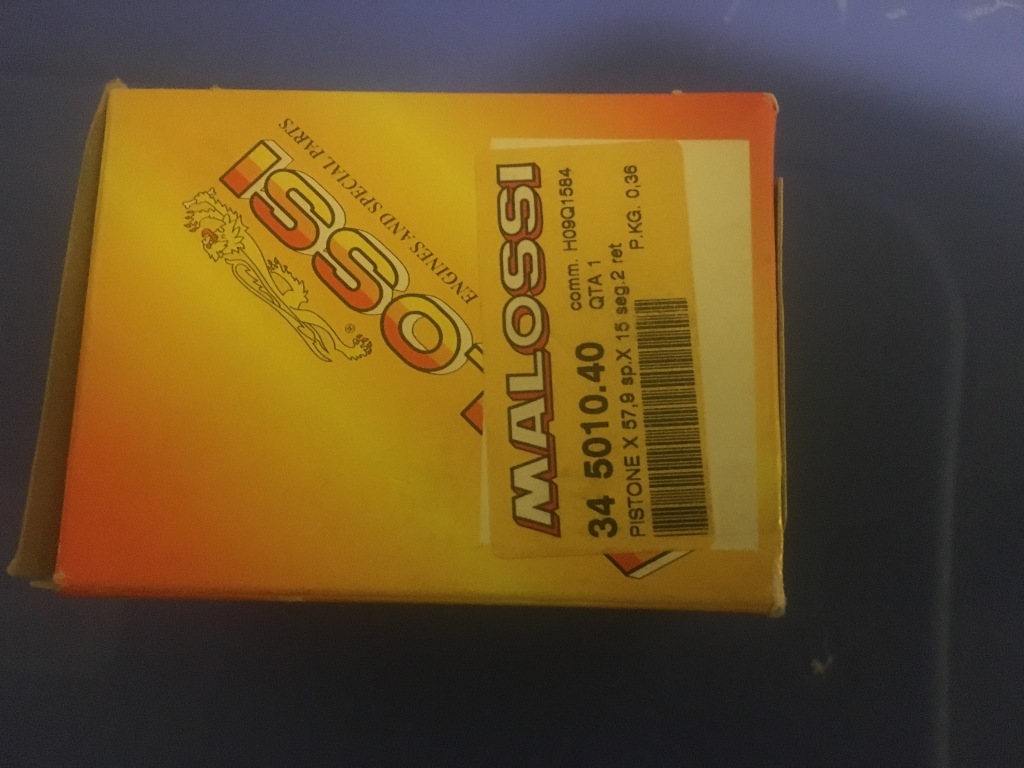 MALOSSI
comm. H09Q1584
34 5010.40 QTA 1
PISTONE X 57,9 sp.X 15 seg.2 ret
P.KG. 0,36
OSSI
ENGINES AND SPECIAL PARTS
®